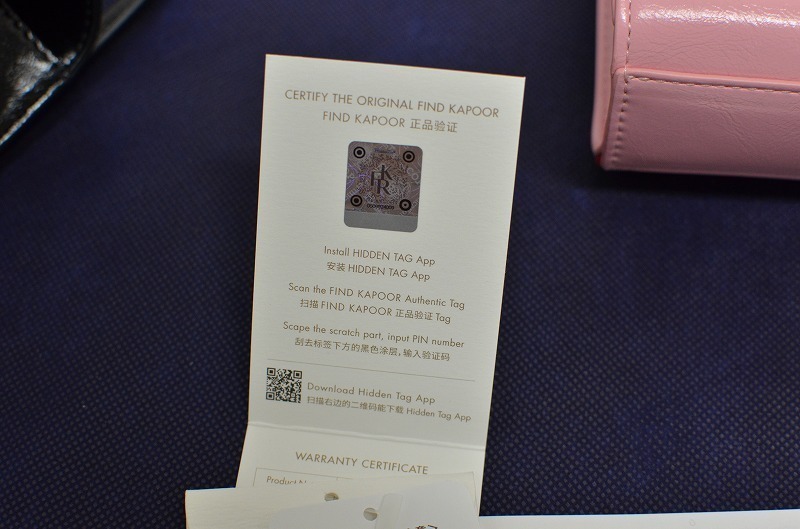 CERTIFY THE ORIGINAL FIND KAPOOR
FIND KAPOOR 正品验证
FKR
Install HIDDEN TAG App
安装 HIDDEN TAG App
Scan the FIND KAPOOR Authentic Tag
扫描 FIND KAPOOR 正品验证 Tag
Scape the scratch part, input PIN number
刮去标签下方的黑色涂层, 输入验证码
Download Hidden Tag App
扫描右边的二维码能下载 Hidden Tag App
WARRANTY CERTIFICATE
Product